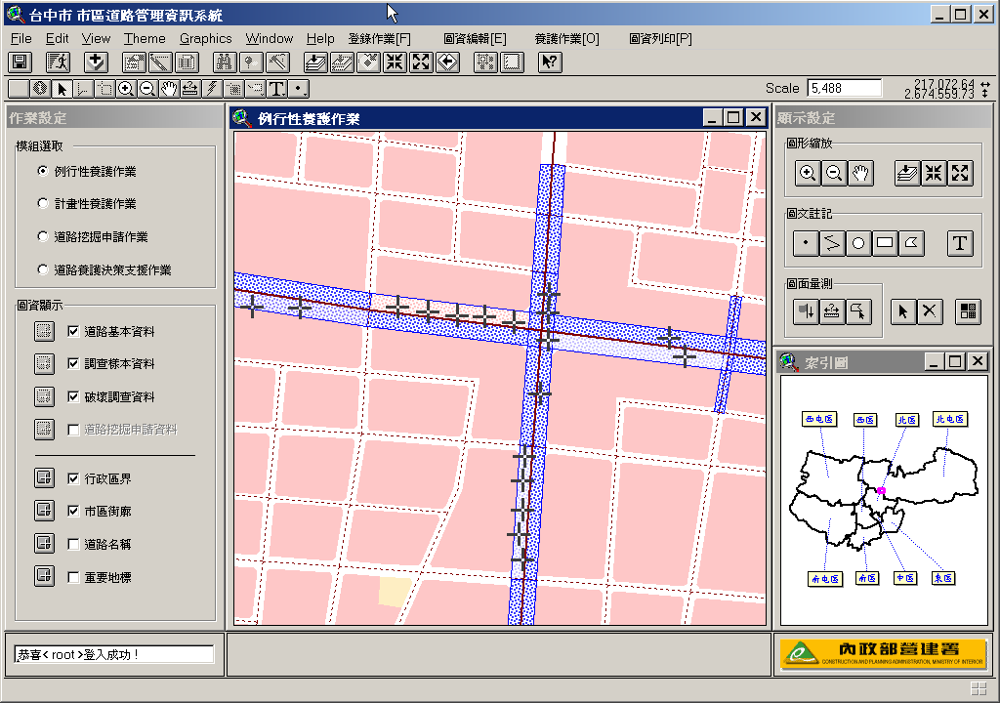 台中市 市區道路管理資訊系統
File Edit View Theme Graphics Window Help 登錄作業[F] 圖資編輯[E] 養護作業[O] 圖資列印[P]
Scale 5,488
217,072.64
2,674,559.73
作業設定
模組選取
例行性養護作業
計畫性養護作業
道路挖掘申請作業
道路養護決策支援作業
圖資顯示
道路基本資料
調查樣本資料
破壞調查資料
道路挖掘申請資料
行政區界
市區街廓
道路名稱
重要地標
恭喜< root >登入成功！
例行性養護作業
顯示設定
圖形縮放
圖文註記
T
圖面量測
索引圖
西屯區 西區 北區 北屯區
南屯區 南區 中區 東區
內政部營建署
CONSTRUCTION AND PLANNING ADMINISTRATION, MINISTRY OF INTERIOR